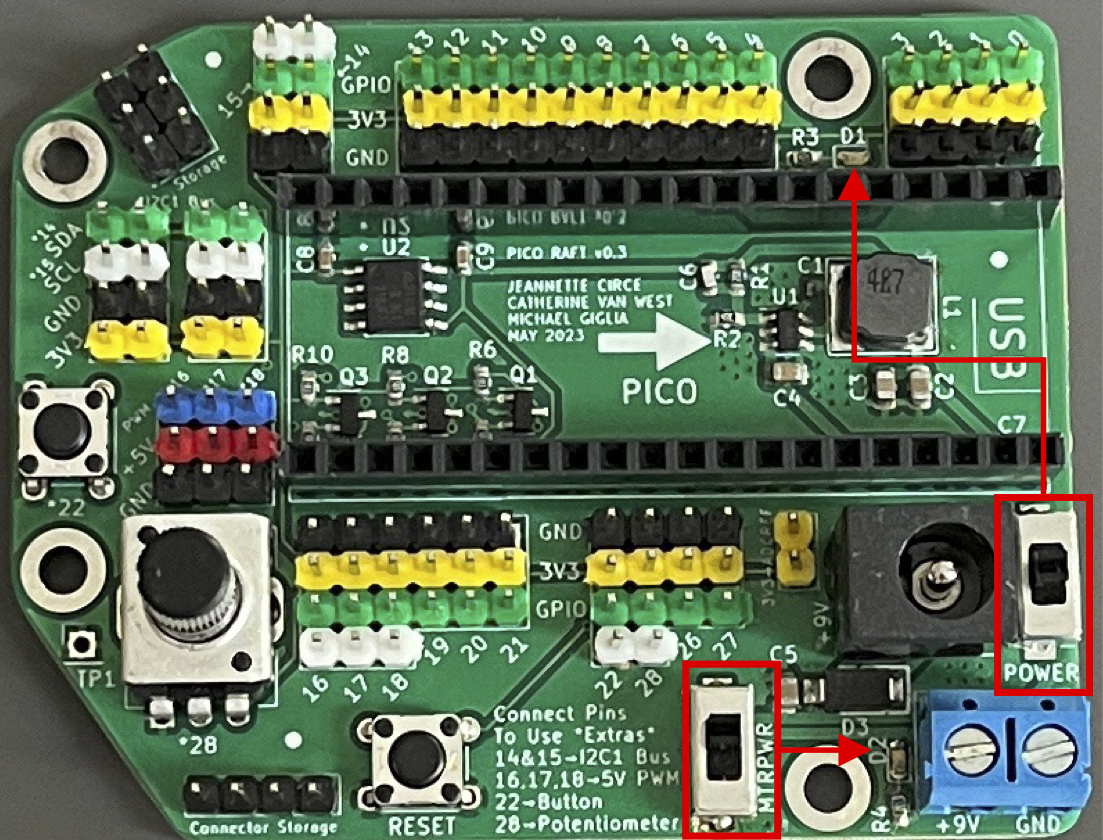 13 12 11 10 9 8 7 6 5 4
3 2 1 0
←14
15→
GPIO
3V3
GND
R3 D1
Storage
I2C1 Bus
*14
SDA
*15
SCL
GND
3V3
U2
* U2
C8
C9
PICO RAFT v0.3
JEANNETTE CIRCE
CATHERINE VAN WEST
MICHAEL GIGLIA
MAY 2023
PICO
C6
R1
R2
U1
C1
4R7
L1
C4
C3
C2
USB
R10 R8 R6
Q3 Q2 Q1
C7
*16 *17 *18
PWM
+5V
GND
*22
GND
3V3
GPIO
16 17 18 19 20 21
22 28 26 27
+9V
POWER
TP1
*28
C5
D3
D2
R4
MTRPWR
Connect Pins
To Use "Extras"
14&15→I2C1 Bus
16,17,18→5V PWM
22→Button
28→Potentiometer
Connector Storage
RESET
+9V GND